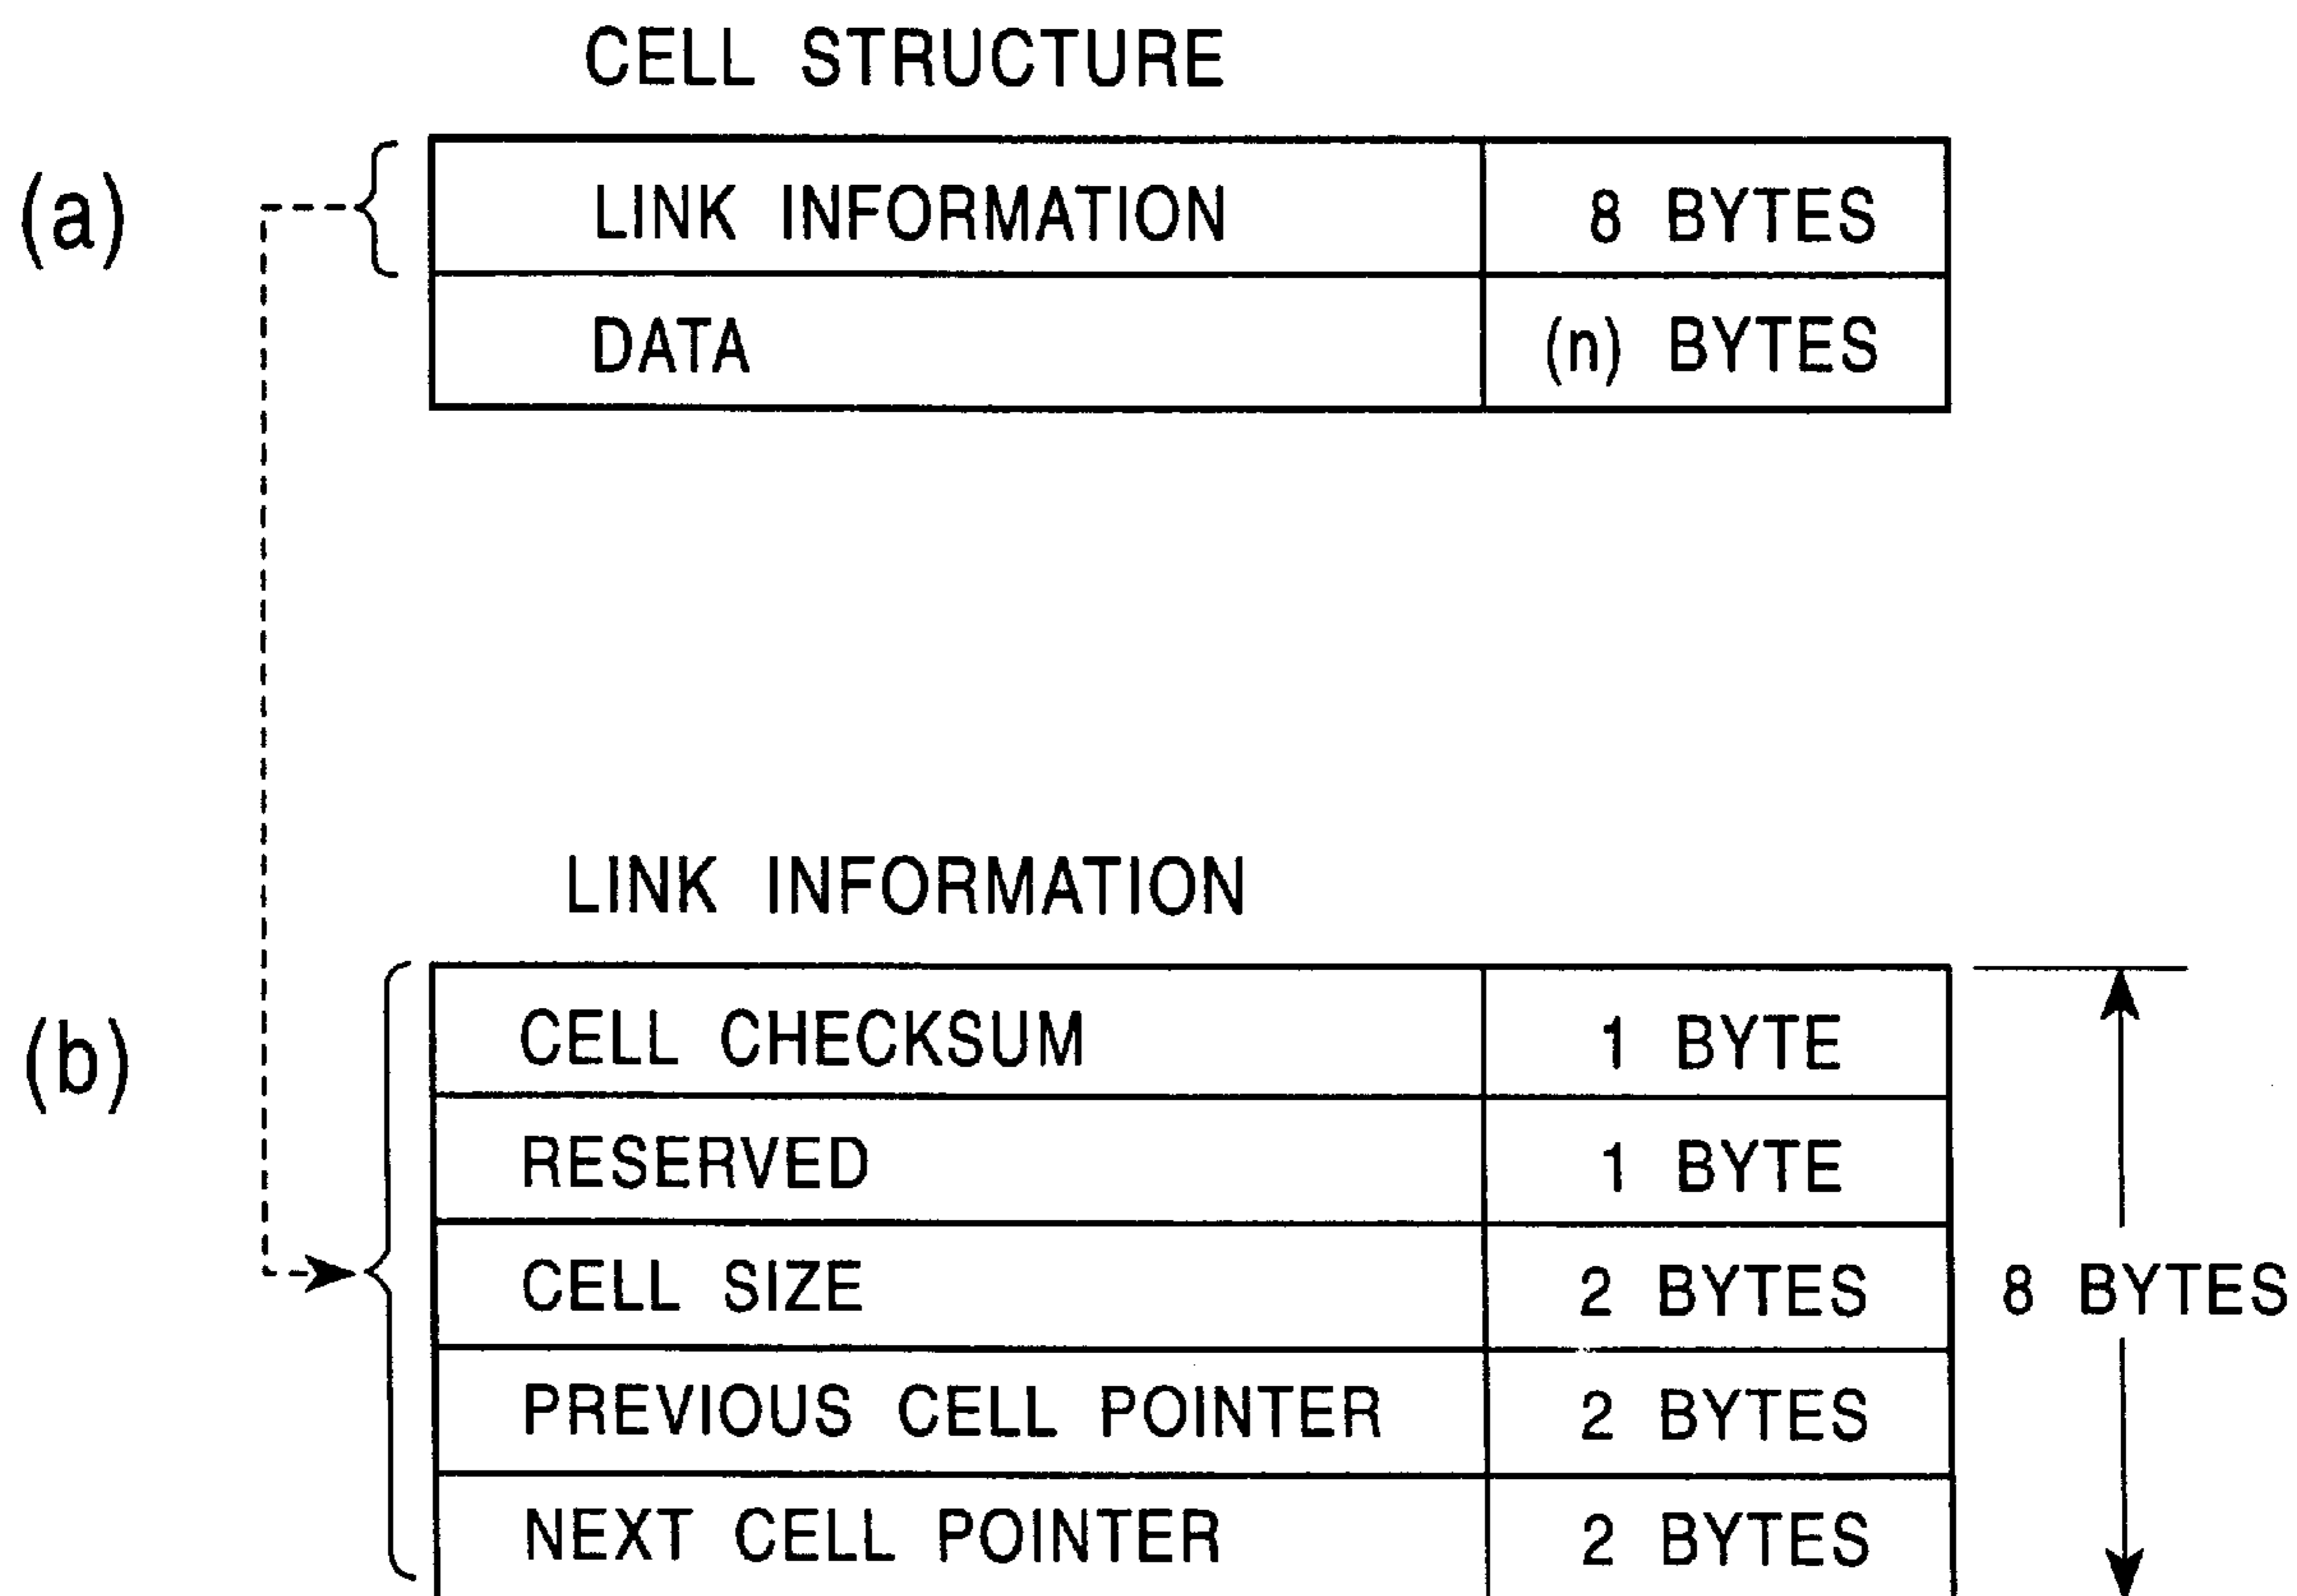 CELL STRUCTURE
(a)
LINK INFORMATION 8 BYTES
DATA (n) BYTES
LINK INFORMATION
(b)
CELL CHECKSUM 1 BYTE
RESERVED 1 BYTE
CELL SIZE 2 BYTES
8 BYTES
PREVIOUS CELL POINTER 2 BYTES
NEXT CELL POINTER 2 BYTES